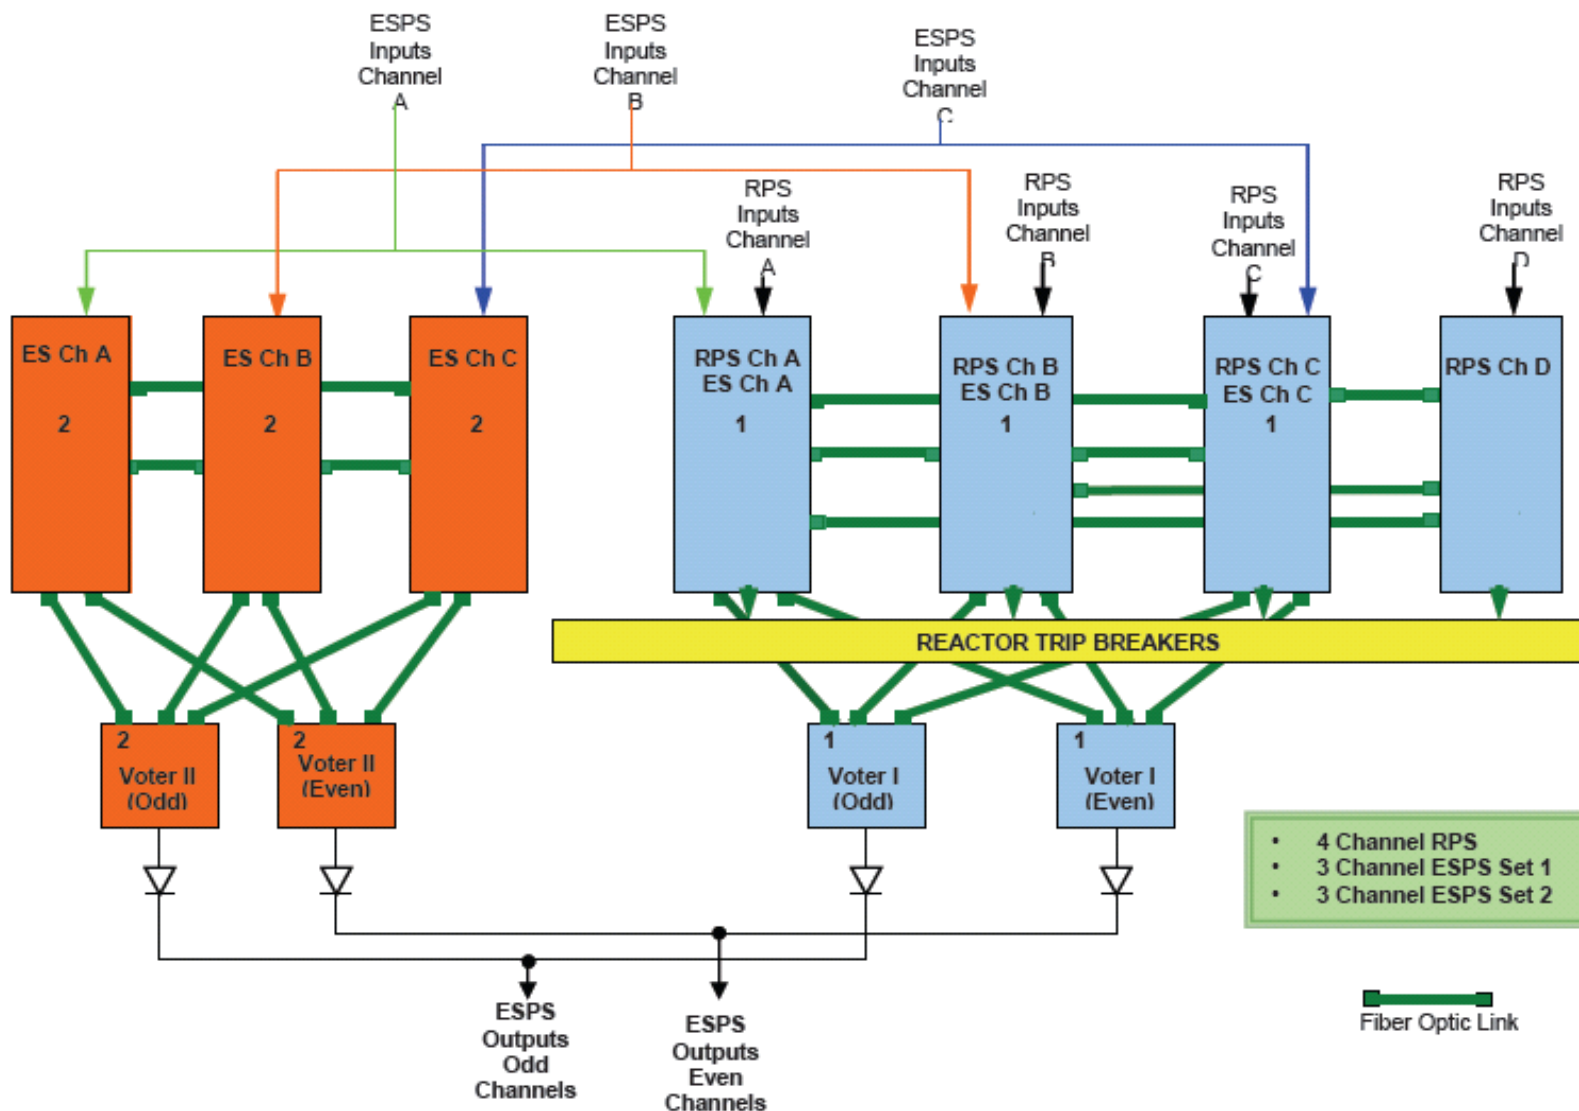 ESPS
Inputs
Channel
A
ESPS
Inputs
Channel
B
ESPS
Inputs
Channel
C
RPS
Inputs
Channel
A
RPS
Inputs
Channel
B
RPS
Inputs
Channel
C
RPS
Inputs
Channel
D
ES Ch A
2
ES Ch B
2
ES Ch C
2
RPS Ch A
ES Ch A
1
RPS Ch B
ES Ch B
1
RPS Ch C
ES Ch C
1
RPS Ch D
REACTOR TRIP BREAKERS
2
Voter II
(Odd)
2
Voter II
(Even)
1
Voter I
(Odd)
1
Voter I
(Even)
• 4 Channel RPS
• 3 Channel ESPS Set 1
• 3 Channel ESPS Set 2
ESPS
Outputs
Odd
Channels
ESPS
Outputs
Even
Channels
Fiber Optic Link